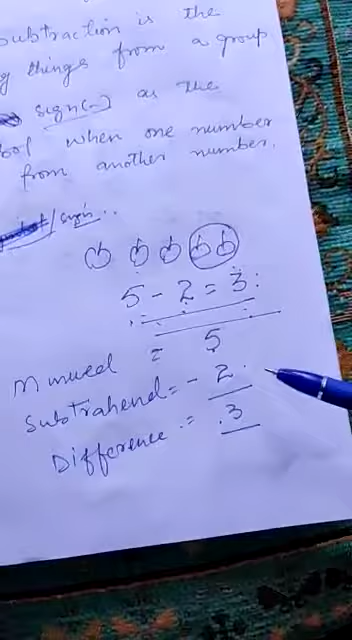 subtraction is the
things from a group
sign(-) as the
when one number
from another number.
/sign..
5 - 2 = 3
Minued = 5
Subtrahend = - 2
Difference = 3